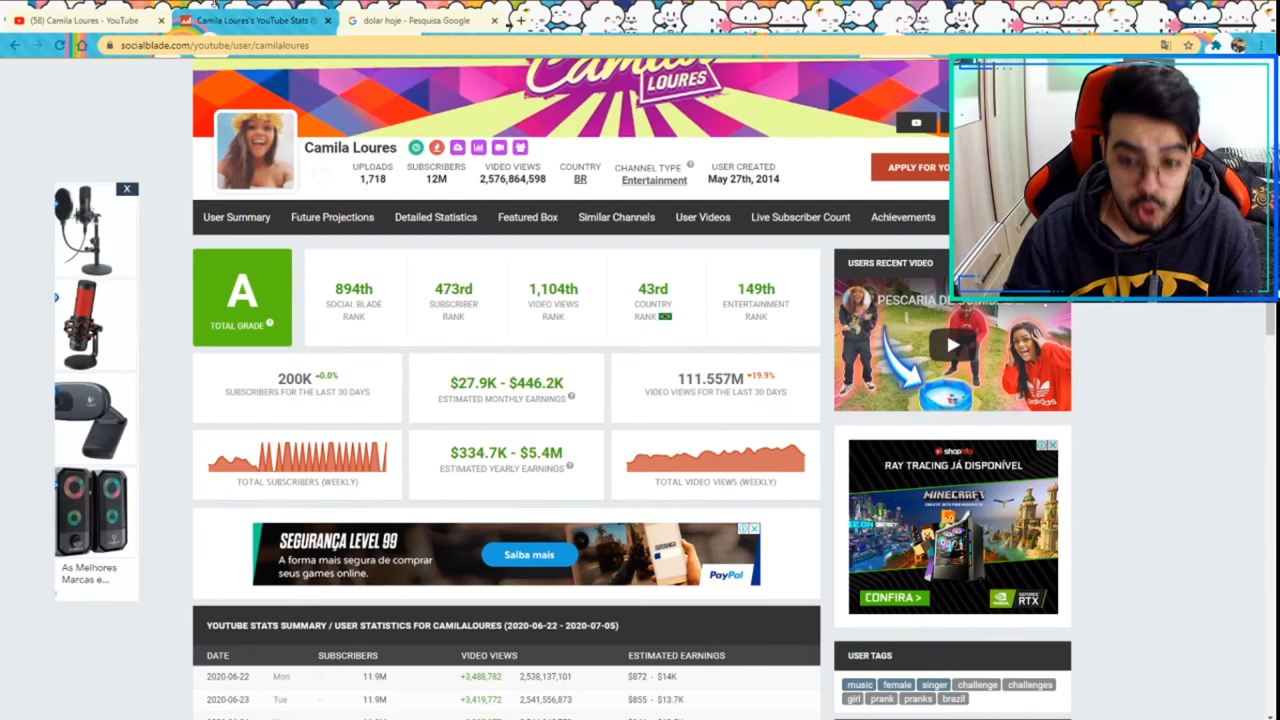 (58) Camila Loures - YouTube
Camila Loures's YouTube Stats (S
dolar hoje - Pesquisa Google
socialblade.com/youtube/user/camilaloures
Camila
LOURES
Camila Loures
UPLOADS
1,718
SUBSCRIBERS
12M
VIDEO VIEWS
2,576,864,598
COUNTRY
BR
CHANNEL TYPE
Entertainment
USER CREATED
May 27th, 2014
APPLY FOR YO
User Summary
Future Projections
Detailed Statistics
Featured Box
Similar Channels
User Videos
Live Subscriber Count
Achievements
X
As Melhores
Marcas e...
A
TOTAL GRADE
894th
SOCIAL BLADE
RANK
473rd
SUBSCRIBER
RANK
1,104th
VIDEO VIEWS
RANK
43rd
COUNTRY
RANK
149th
ENTERTAINMENT
RANK
200K +0.0%
SUBSCRIBERS FOR THE LAST 30 DAYS
$27.9K - $446.2K
ESTIMATED MONTHLY EARNINGS
111.557M +19.9%
VIDEO VIEWS FOR THE LAST 30 DAYS
TOTAL SUBSCRIBERS (WEEKLY)
$334.7K - $5.4M
ESTIMATED YEARLY EARNINGS
TOTAL VIDEO VIEWS (WEEKLY)
SEGURANÇA LEVEL 99
A forma mais segura de comprar
seus games online.
Saiba mais
PayPal
YOUTUBE STATS SUMMARY / USER STATISTICS FOR CAMILALOURES (2020-06-22 - 2020-07-05)
DATE SUBSCRIBERS VIDEO VIEWS ESTIMATED EARNINGS
2020-06-22 Mon -- 11.9M +3,488,782 2,538,137,101 $872 - $14K
2020-06-23 Tue -- 11.9M +3,419,772 2,541,556,873 $855 - $13.7K
USERS RECENT VIDEO
PESCARIA DE
shopinfo
RAY TRACING JÁ DISPONÍVEL
MINECRAFT
CONFIRA >
RTX
USER TAGS
music female singer challenge challenges
girl prank pranks brazil